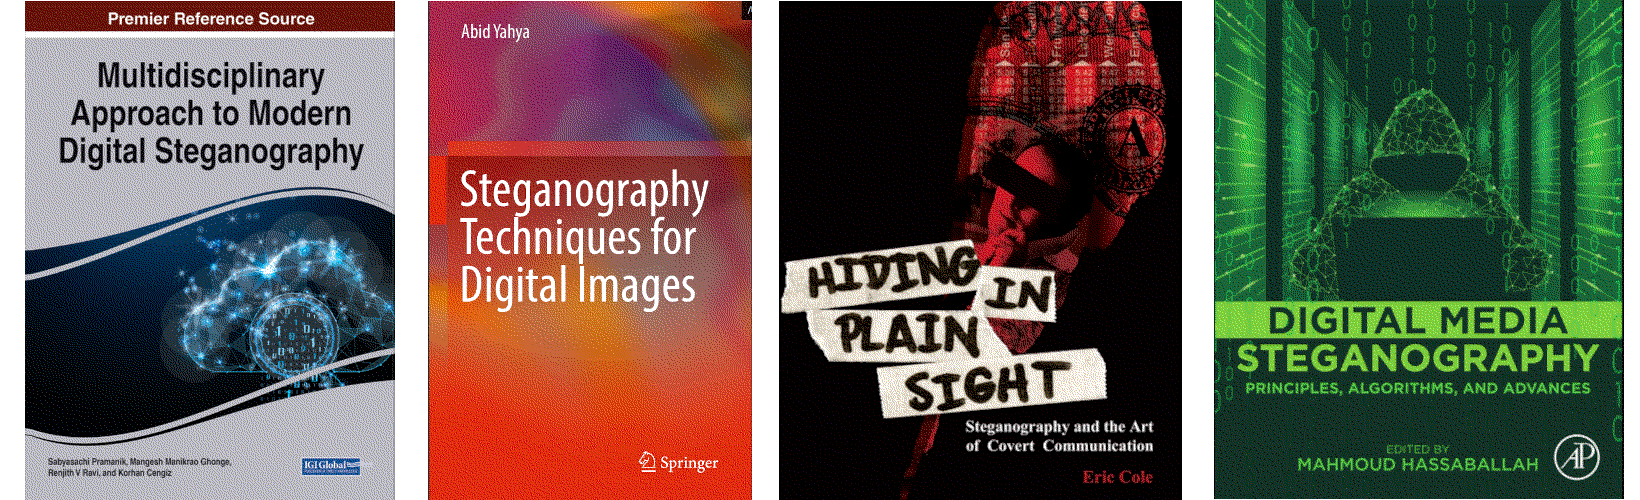 Premier Reference Source
Multidisciplinary
Approach to Modern
Digital Steganography
Sabyasachi Pramanik, Mangesh Manikrao Ghonge,
Renjith V Ravi, and Korhan Cengiz
IGI Global
Abid Yahya
Steganography
Techniques for
Digital Images
Springer
A
HIDING
IN
PLAIN
SIGHT
Steganography and the Art
of Covert Communication
Eric Cole
DIGITAL MEDIA
STEGANOGRAPHY
PRINCIPLES, ALGORITHMS, AND ADVANCES
EDITED BY
MAHMOUD HASSABALLAH
AP